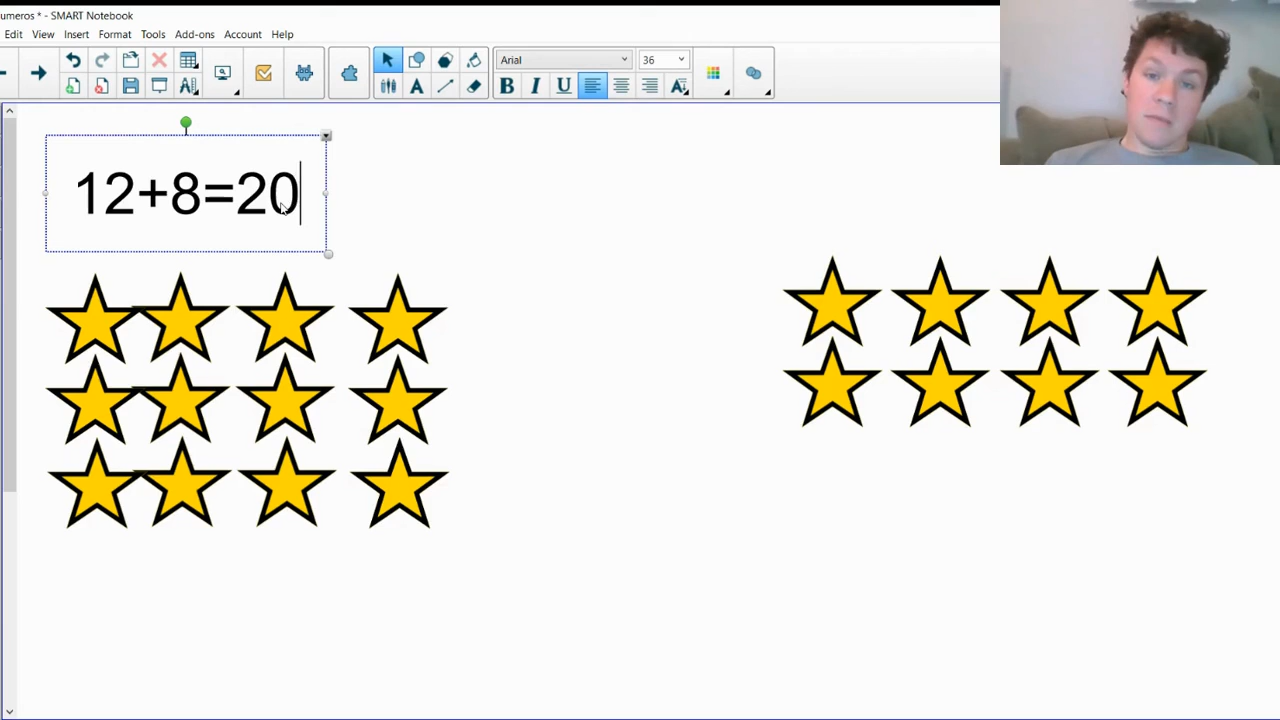 umeros * - SMART Notebook
Edit View Insert Format Tools Add-ons Account Help
Arial 36
B I U
12+8=20